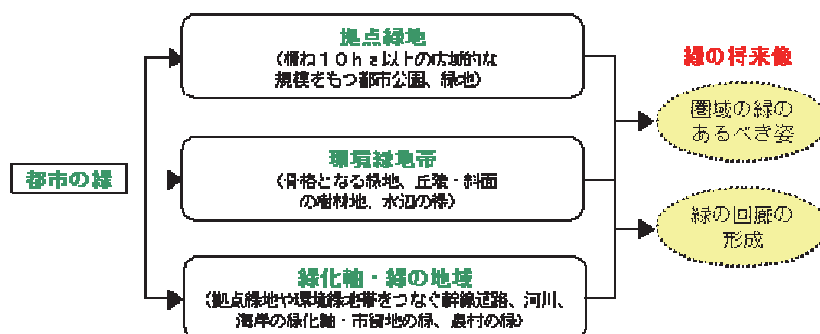 都市の緑
拠点緑地
(概ね10ha以上の広域的な
規模をもつ都市公園、緑地)
環境緑地帯
(骨格となる緑地、丘陵・斜面
の樹林地、水辺の緑)
緑化軸・緑の地域
(拠点緑地や環境緑地帯をつなぐ幹線道路、河川、
海岸の緑化軸・市街地の緑、農村の緑)
緑の将来像
圏域の緑の
あるべき姿
緑の回廊の
形成